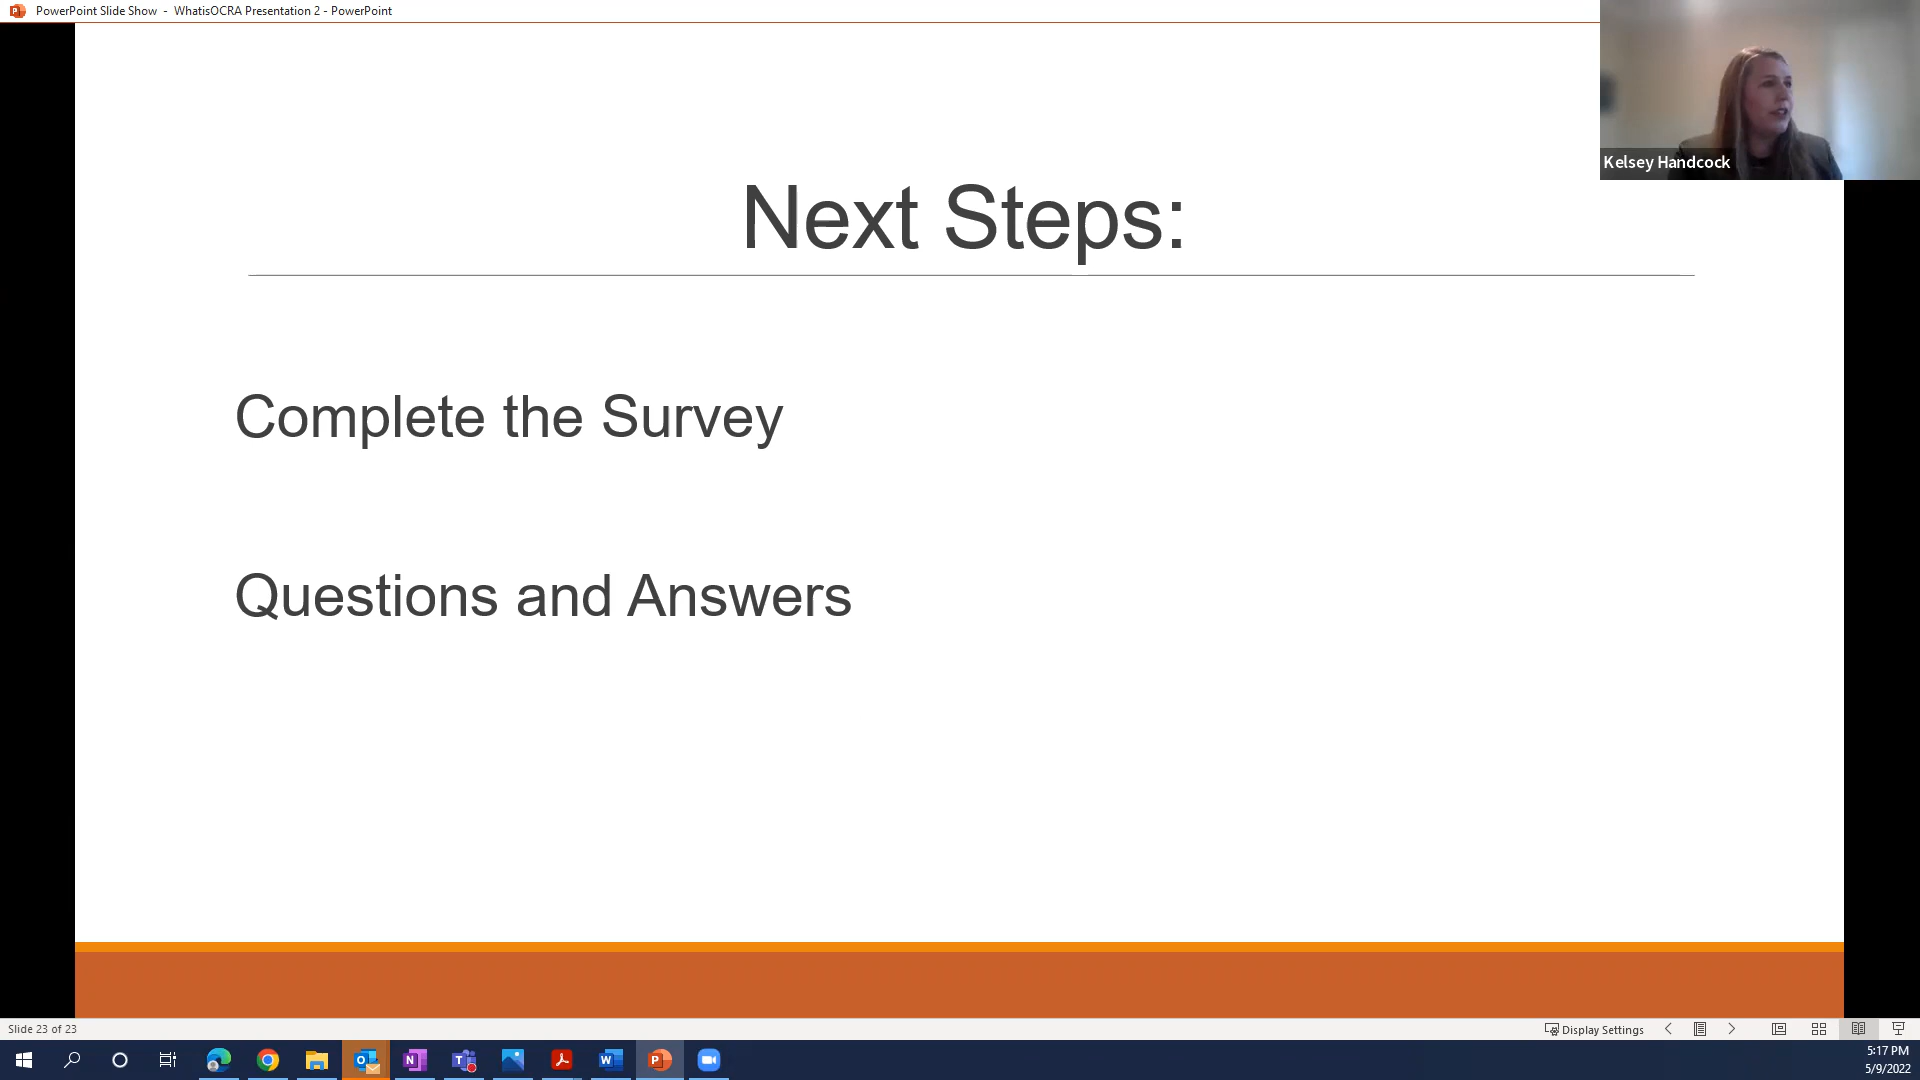 PowerPoint Slide Show - WhatisOCRA Presentation 2 - PowerPoint
Kelsey Handcock
Next Steps:
Complete the Survey
Questions and Answers
Slide 23 of 23
Display Settings
5:17 PM
5/9/2022